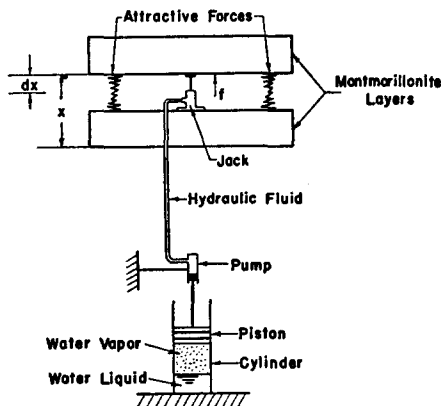 Attractive Forces
dx
x
f
Montmorillonite
Layers
Jack
Hydraulic Fluid
Pump
Piston
Water Vapor
Cylinder
Water Liquid